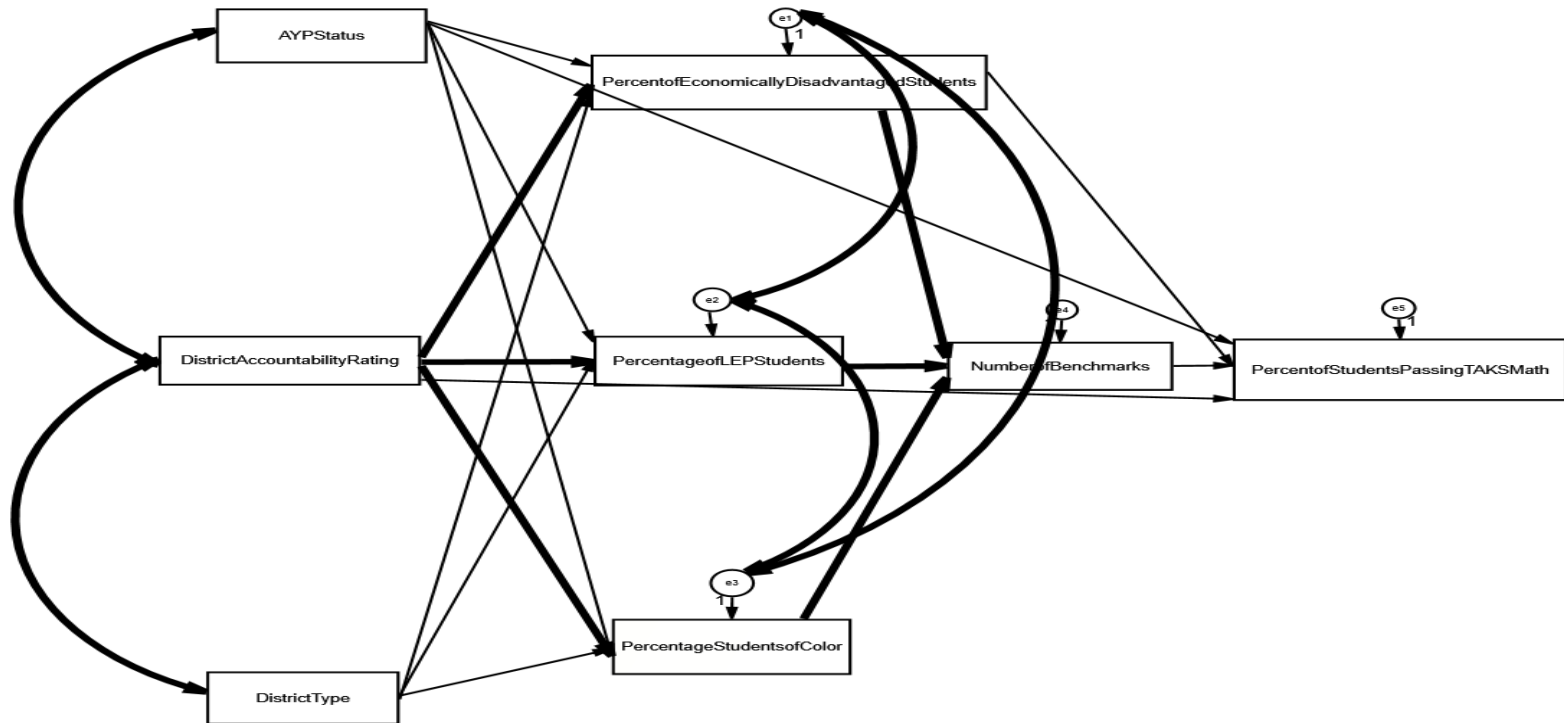 AYPStatus
e1
1
PercentofEconomicallyDisadvantagedStudents
e2
DistrictAccountabilityRating
PercentageofLEPStudents
e4
NumberofBenchmarks
e5
1
PercentofStudentsPassingTAKSMath
e3
1
PercentageStudentsofColor
DistrictType